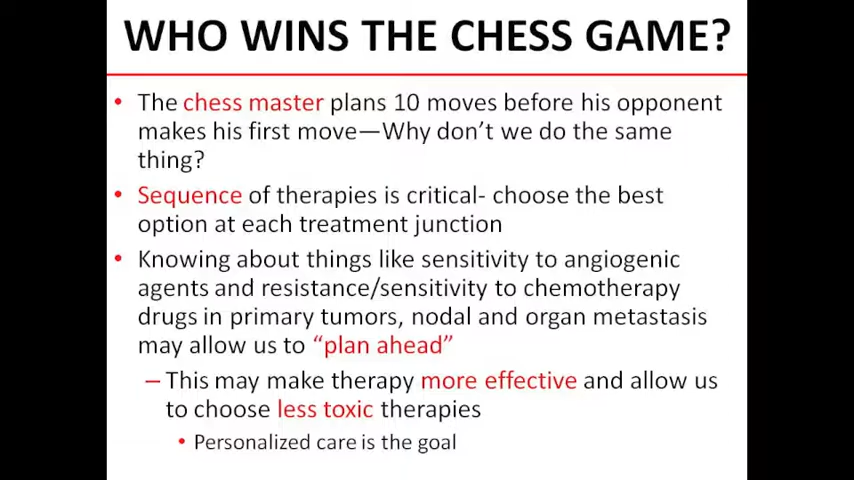 WHO WINS THE CHESS GAME?
• The chess master plans 10 moves before his opponent
makes his first move—Why don't we do the same
thing?
• Sequence of therapies is critical- choose the best
option at each treatment junction
• Knowing about things like sensitivity to angiogenic
agents and resistance/sensitivity to chemotherapy
drugs in primary tumors, nodal and organ metastasis
may allow us to “plan ahead”
– This may make therapy more effective and allow us
to choose less toxic therapies
• Personalized care is the goal